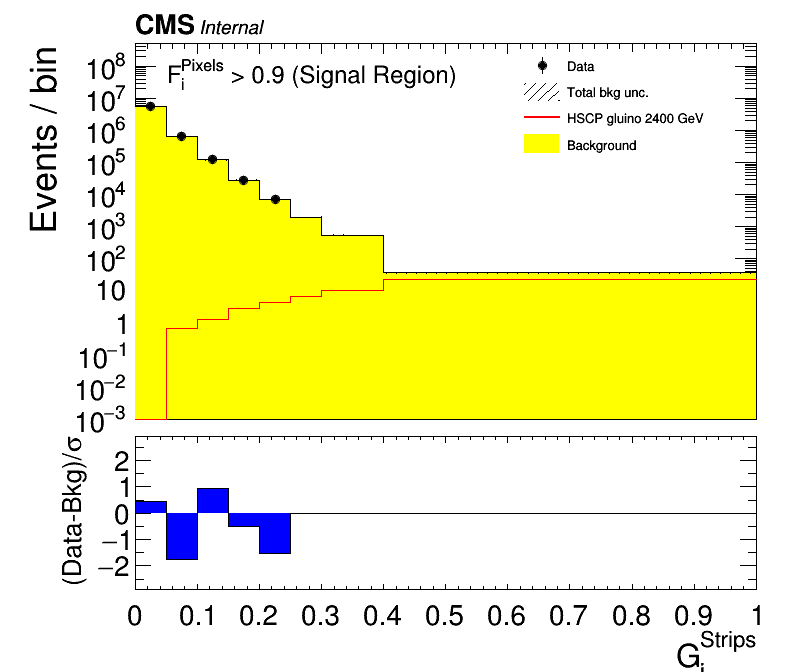 CMS Internal
Events / bin
F_i^Pixels > 0.9 (Signal Region)
Data
Total bkg unc.
HSCP gluino 2400 GeV
Background
10^8
10^7
10^6
10^5
10^4
10^3
10^2
10
1
10^−1
10^−2
10^−3
(Data-Bkg)/σ
2
1
0
−1
−2
0 0.1 0.2 0.3 0.4 0.5 0.6 0.7 0.8 0.9 1
G_i^Strips